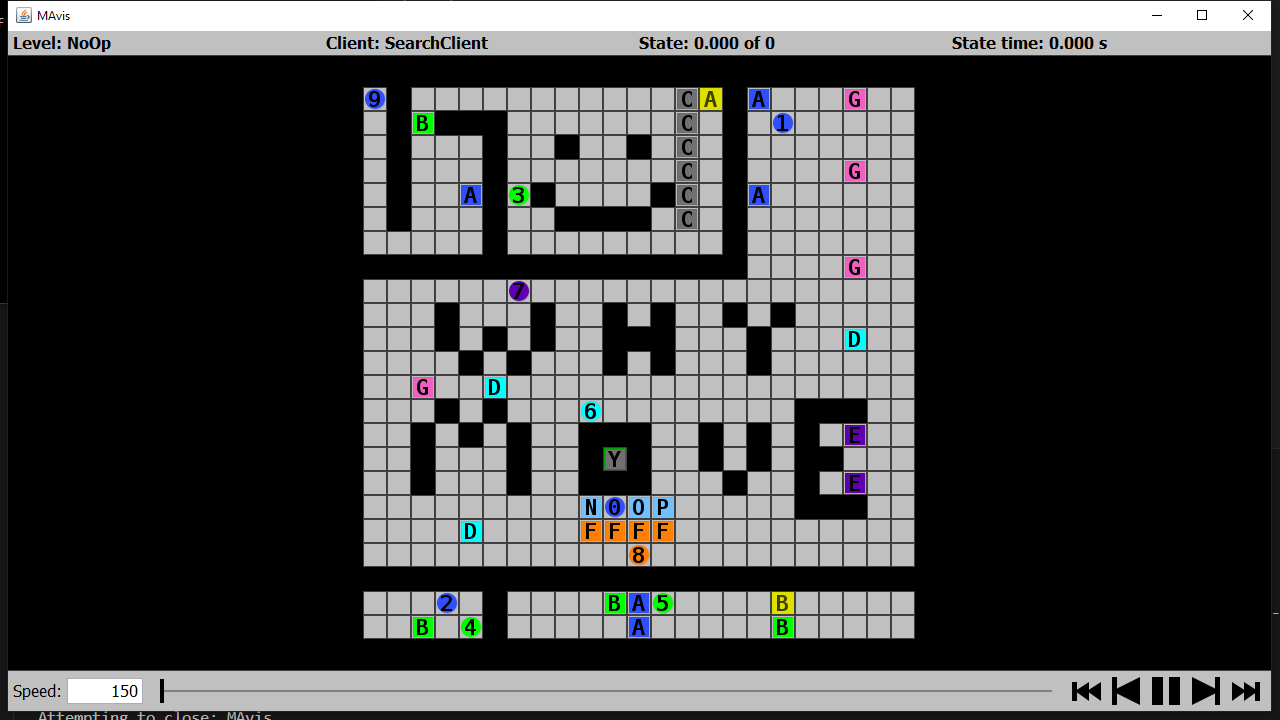 MAvis
Level: NoOp Client: SearchClient State: 0.000 of 0 State time: 0.000 s
9 C A A G
B C 1
C
C G
A 3 C A
C
G
7
D
G D
6
E
Y
E
N 0 O P
D F F F F
8
2 B A 5 B
B 4 A B
Speed: 150
Attempting to close: MAvis